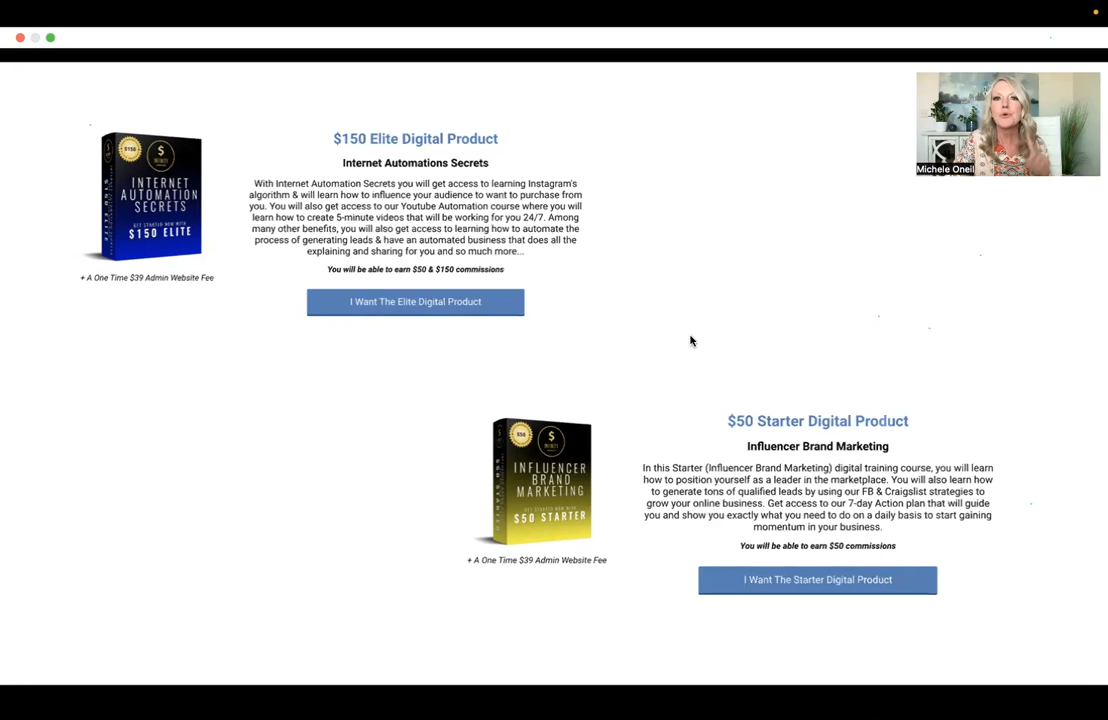 Michele Oneil
$150 Elite Digital Product
Internet Automations Secrets
With Internet Automation Secrets you will get access to learning Instagram's
algorithm & will learn how to influence your audience to want to purchase from
you. You will also get access to our Youtube Automation course where you will
learn how to create 5-minute videos that will be working for you 24/7. Among
many other benefits, you will also get access to learning how to automate the
process of generating leads & have an automated business that does all the
explaining and sharing for you and so much more...
You will be able to earn $50 & $150 commissions
I Want The Elite Digital Product
$150
$
INTERNET
AUTOMATION
SECRETS
GET STARTED NOW WITH
$150 ELITE
+ A One Time $39 Admin Website Fee
$50 Starter Digital Product
Influencer Brand Marketing
In this Starter (Influencer Brand Marketing) digital training course, you will learn
how to position yourself as a leader in the marketplace. You will also learn how
to generate tons of qualified leads by using our FB & Craigslist strategies to
grow your online business. Get access to our 7-day Action plan that will guide
you and show you exactly what you need to do on a daily basis to start gaining
momentum in your business.
You will be able to earn $50 commissions
I Want The Starter Digital Product
$50
$
INFLUENCER
BRAND
MARKETING
GET STARTED NOW WITH
$50 STARTER
+ A One Time $39 Admin Website Fee